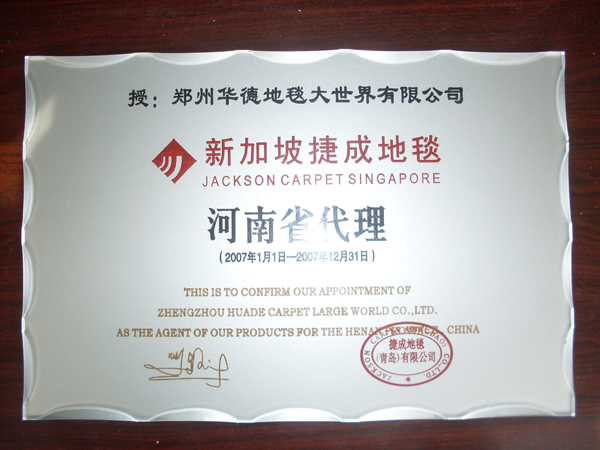 授：郑州华德地毯大世界有限公司
新加坡捷成地毯
JACKSON CARPET SINGAPORE
河南省代理
（2007年1月1日—2007年12月31日）
THIS IS TO CONFIRM OUR APPOINTMENT OF
ZHENGZHOU HUADE CARPET LARGE WORLD CO.,LTD.
AS THE AGENT OF OUR PRODUCTS FOR THE HENAN CHINA
JACKSON CARPET CO.,LTD.
捷成地毯
（青岛）有限公司